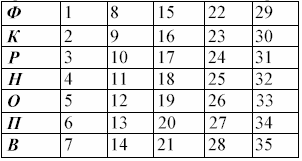 Ф 1 8 15 22 29
К 2 9 16 23 30
Р 3 10 17 24 31
Н 4 11 18 25 32
О 5 12 19 26 33
П 6 13 20 27 34
В 7 14 21 28 35